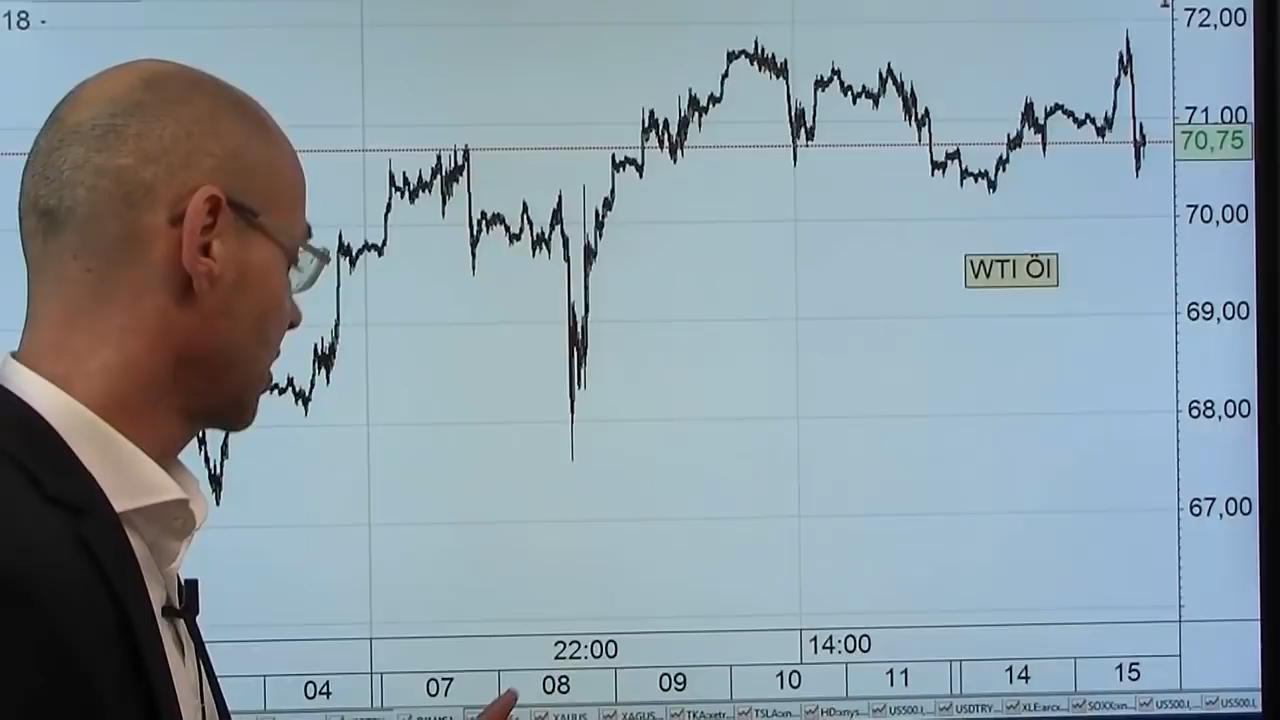 18 -
72,00
71,00
70,75
70,00
WTI Öl
69,00
68,00
67,00
22:00
14:00
04
07
08
09
10
11
14
15
XAUUS...
XAGUS...
TKA:xetr...
TSLA:xn...
HD:xnys...
US500.I,...
USDTRY...
XLE:arcx...
SOXX:xn...
US500.I,...
US500.I,